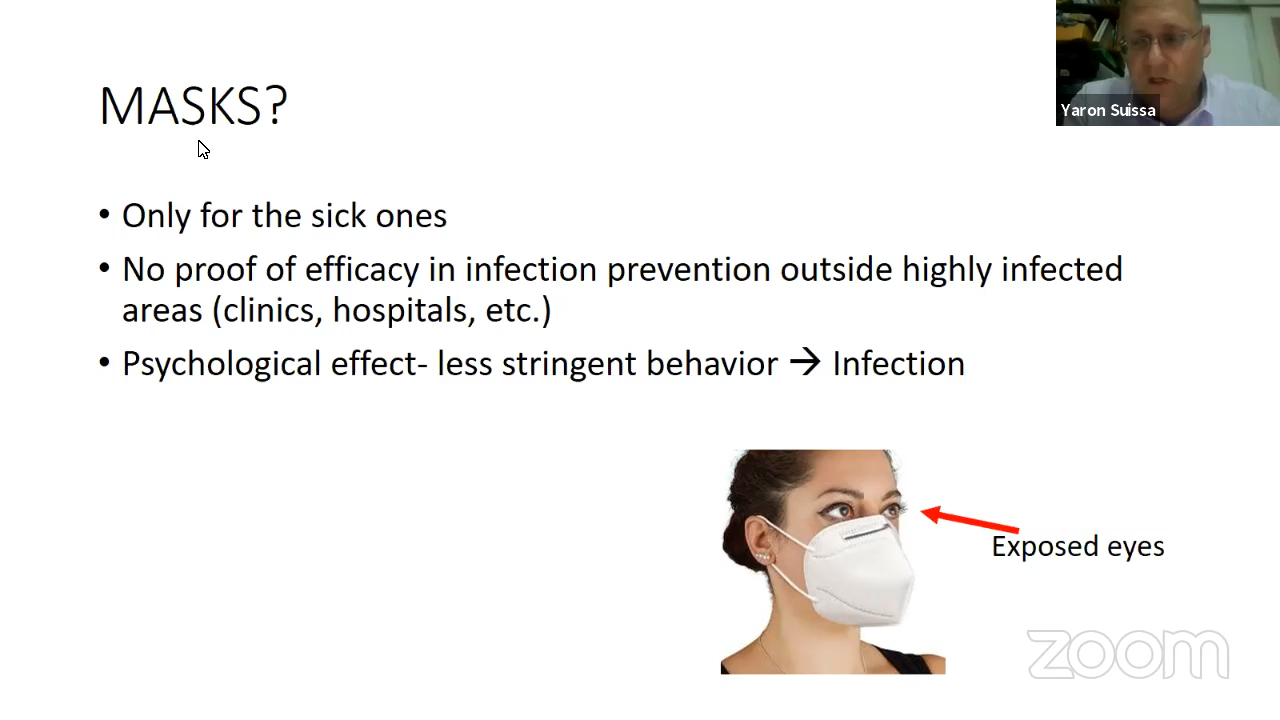 MASKS?
Yaron Suissa
• Only for the sick ones
• No proof of efficacy in infection prevention outside highly infected
areas (clinics, hospitals, etc.)
• Psychological effect- less stringent behavior → Infection
Exposed eyes
zoom